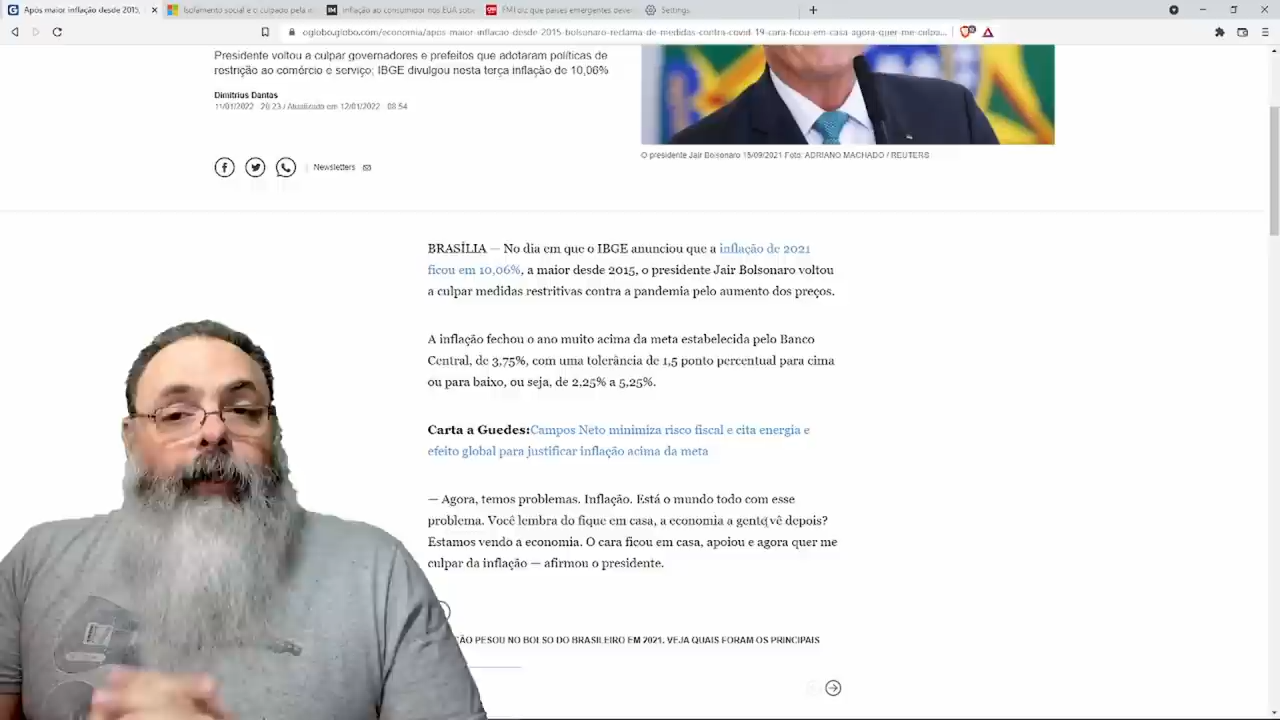 Após maior inflação desde 2015,
Isolamento social é o culpado pela in
inflação ao consumidor nos EUA sobe
FMI diz que países emergentes devem
Settings
oglobo.globo.com/economia/apos-maior-inflacao-desde-2015-bolsonaro-reclama-de-medidas-contra-covid-19-cara-ficou-em-casa-agora-quer-me-culpa...
Presidente voltou a culpar governadores e prefeitos que adotaram políticas de
restrição ao comércio e serviço; IBGE divulgou nesta terça inflação de 10,06%
Dimitrius Dantas
11/01/2022 - 20:23 / Atualizado em 12/01/2022 - 08:54
Newsletters
O presidente Jair Bolsonaro 15/09/2021 Foto: ADRIANO MACHADO / REUTERS
BRASÍLIA — No dia em que o IBGE anunciou que a inflação de 2021
ficou em 10,06%, a maior desde 2015, o presidente Jair Bolsonaro voltou
a culpar medidas restritivas contra a pandemia pelo aumento dos preços.
A inflação fechou o ano muito acima da meta estabelecida pelo Banco
Central, de 3,75%, com uma tolerância de 1,5 ponto percentual para cima
ou para baixo, ou seja, de 2,25% a 5,25%.
Carta a Guedes:Campos Neto minimiza risco fiscal e cita energia e
efeito global para justificar inflação acima da meta
— Agora, temos problemas. Inflação. Está o mundo todo com esse
problema. Você lembra do fique em casa, a economia a gente vê depois?
Estamos vendo a economia. O cara ficou em casa, apoiou e agora quer me
culpar da inflação — afirmou o presidente.
ÇÃO PESOU NO BOLSO DO BRASILEIRO EM 2021. VEJA QUAIS FORAM OS PRINCIPAIS